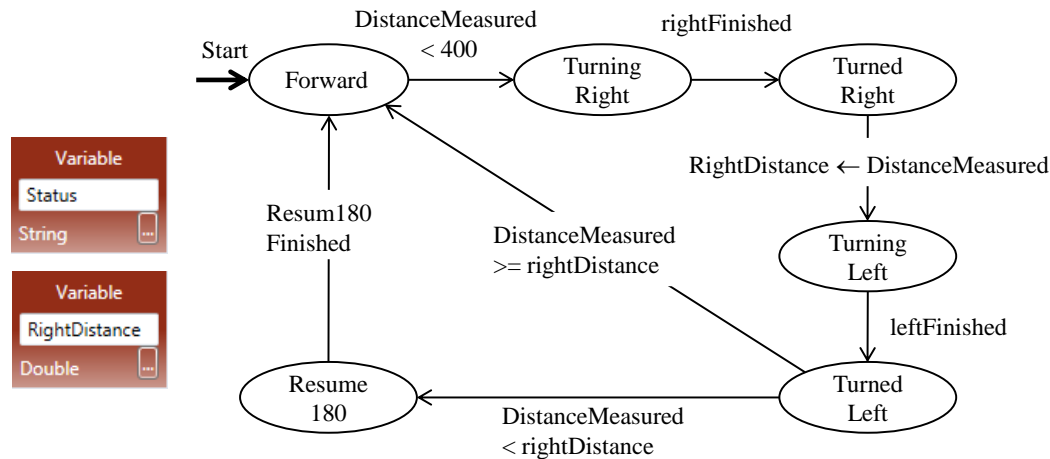 DistanceMeasured
< 400
rightFinished
Start
Forward
Turning
Right
Turned
Right
Variable
Status
String
...
RightDistance ← DistanceMeasured
Resum180
Finished
DistanceMeasured
>= rightDistance
Turning
Left
Variable
RightDistance
Double
...
leftFinished
Resume
180
Turned
Left
DistanceMeasured
< rightDistance